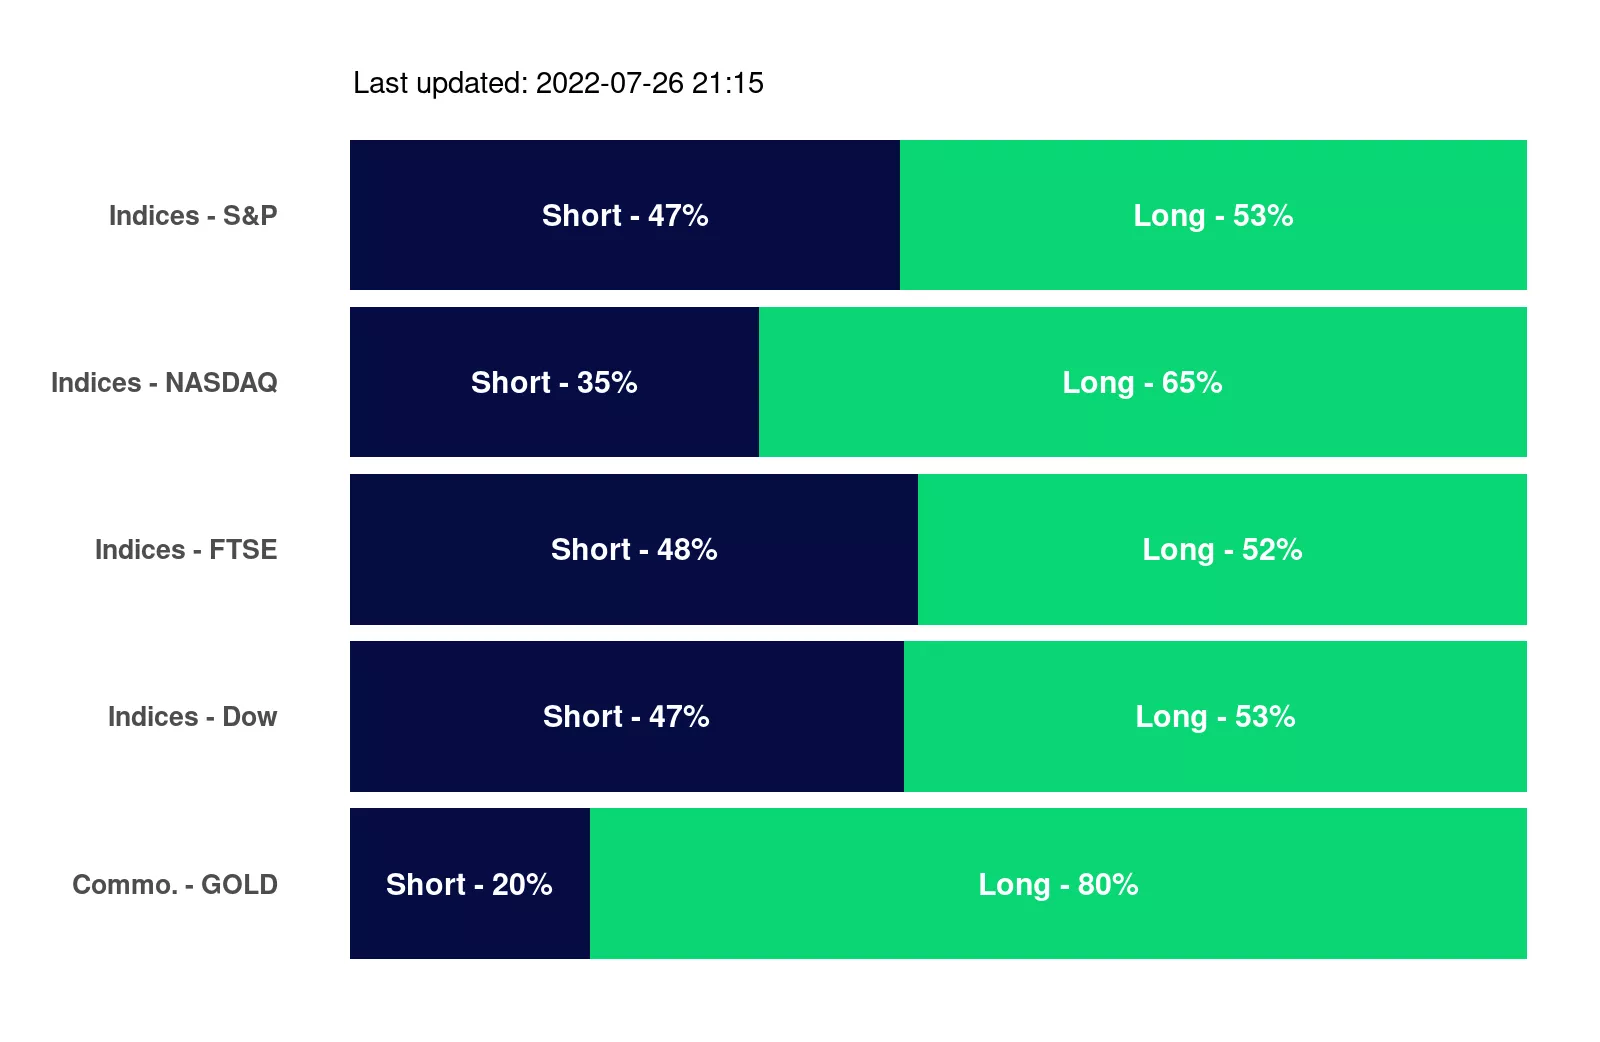 Last updated: 2022-07-26 21:15
Indices - S&P Short - 47% Long - 53%
Indices - NASDAQ Short - 35% Long - 65%
Indices - FTSE Short - 48% Long - 52%
Indices - Dow Short - 47% Long - 53%
Commo. - GOLD Short - 20% Long - 80%